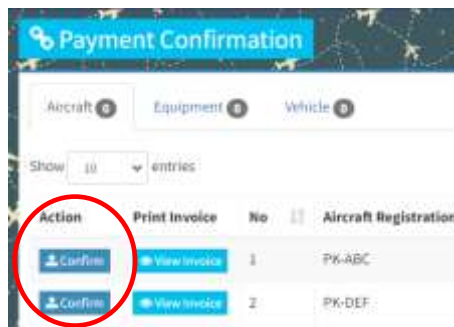 Payment Confirmation
Aircraft 0 Equipment 0 Vehicle 0
Show 10 entries
Action Print Invoice No Aircraft Registration
Confirm View Invoice 1 PK-ABC
Confirm View Invoice 2 PK-DEF